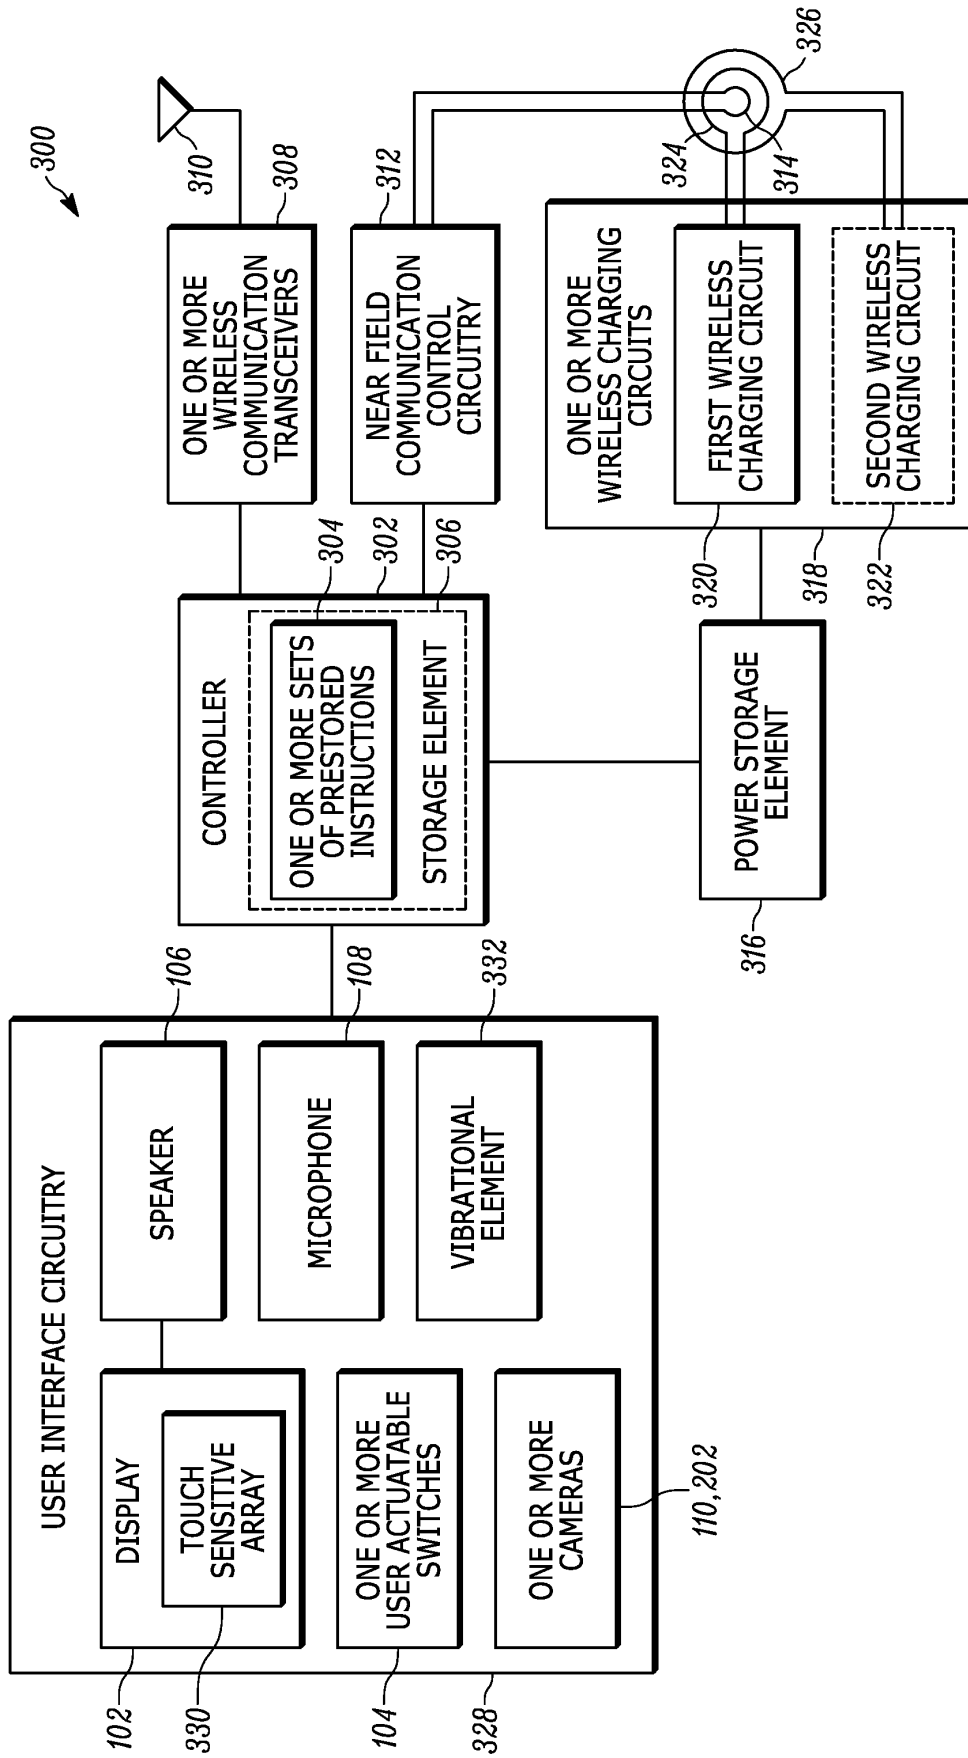 300
USER INTERFACE CIRCUITRY
DISPLAY
TOUCH
SENSITIVE
ARRAY
102
330
SPEAKER
106
ONE OR MORE
USER ACTUATABLE
SWITCHES
104
MICROPHONE
108
ONE OR MORE
CAMERAS
110,202
VIBRATIONAL
ELEMENT
332
328
CONTROLLER
ONE OR MORE SETS
OF PRESTORED
INSTRUCTIONS
STORAGE ELEMENT
304
302
306
POWER STORAGE
ELEMENT
316
ONE OR MORE
WIRELESS
COMMUNICATION
TRANSCEIVERS
310
308
NEAR FIELD
COMMUNICATION
CONTROL
CIRCUITRY
312
ONE OR MORE
WIRELESS CHARGING
CIRCUITS
FIRST WIRELESS
CHARGING CIRCUIT
SECOND WIRELESS
CHARGING CIRCUIT
320
318
322
324
314
326